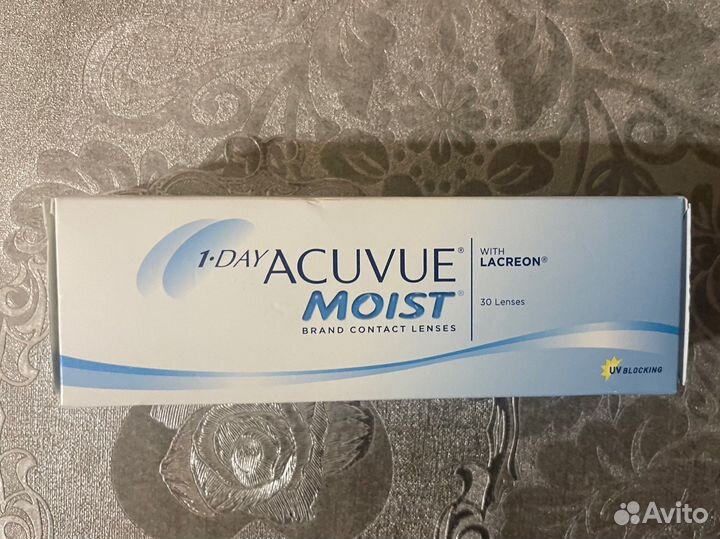 1·DAY ACUVUE®
MOIST®
BRAND CONTACT LENSES
WITH
LACREON®
30 Lenses
UV BLOCKING
Avito